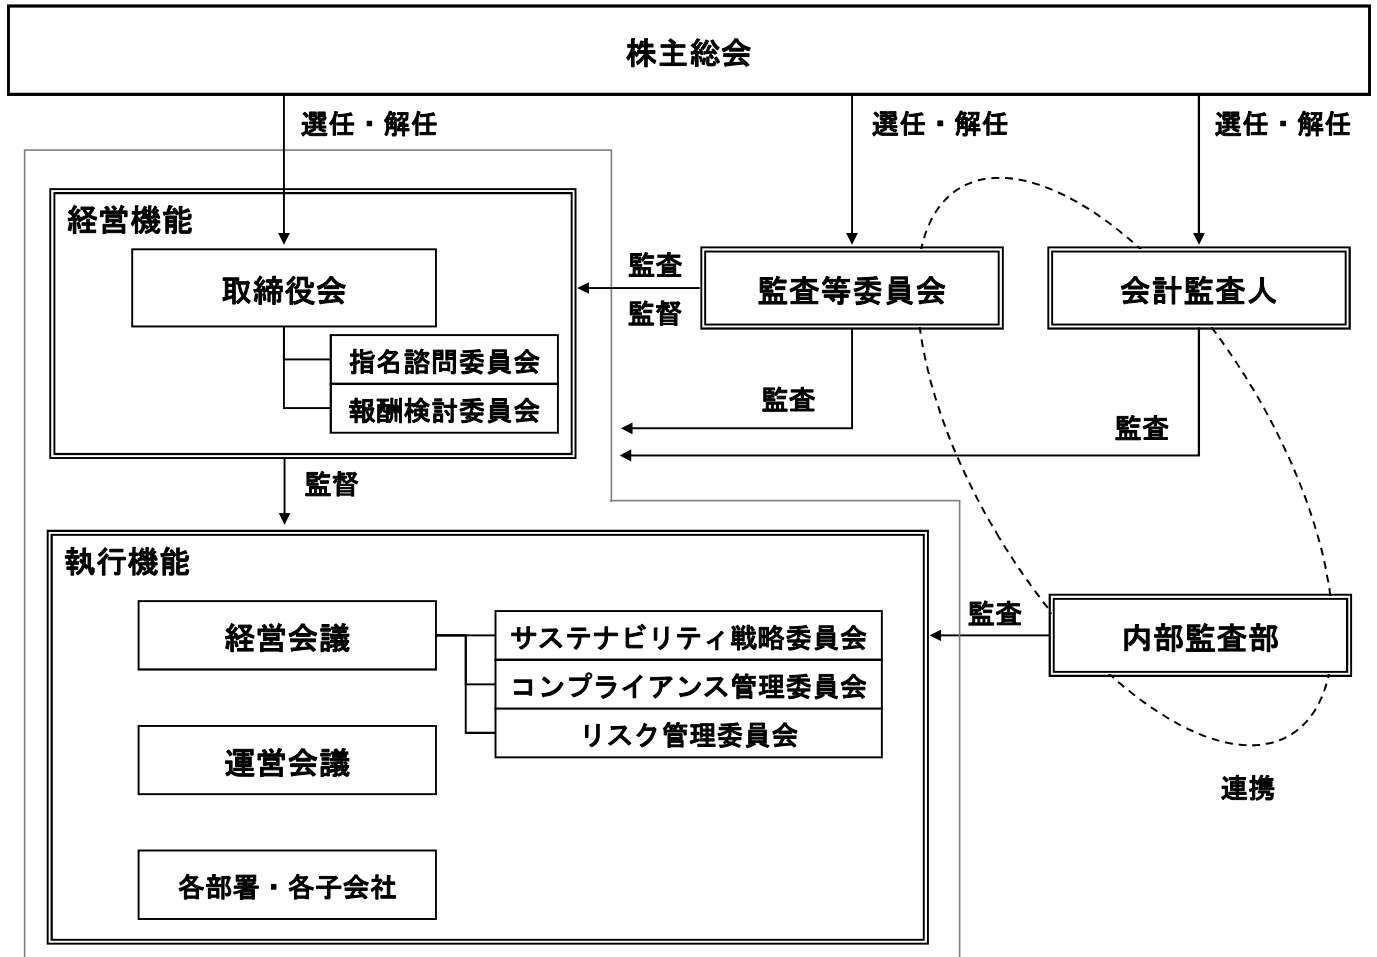 株主総会
選任・解任
選任・解任
選任・解任
経営機能
取締役会
指名諮問委員会
報酬検討委員会
監査
監督
監査等委員会
会計監査人
監査
監査
監督
執行機能
経営会議
サステナビリティ戦略委員会
コンプライアンス管理委員会
リスク管理委員会
運営会議
各部署・各子会社
監査
内部監査部
連携